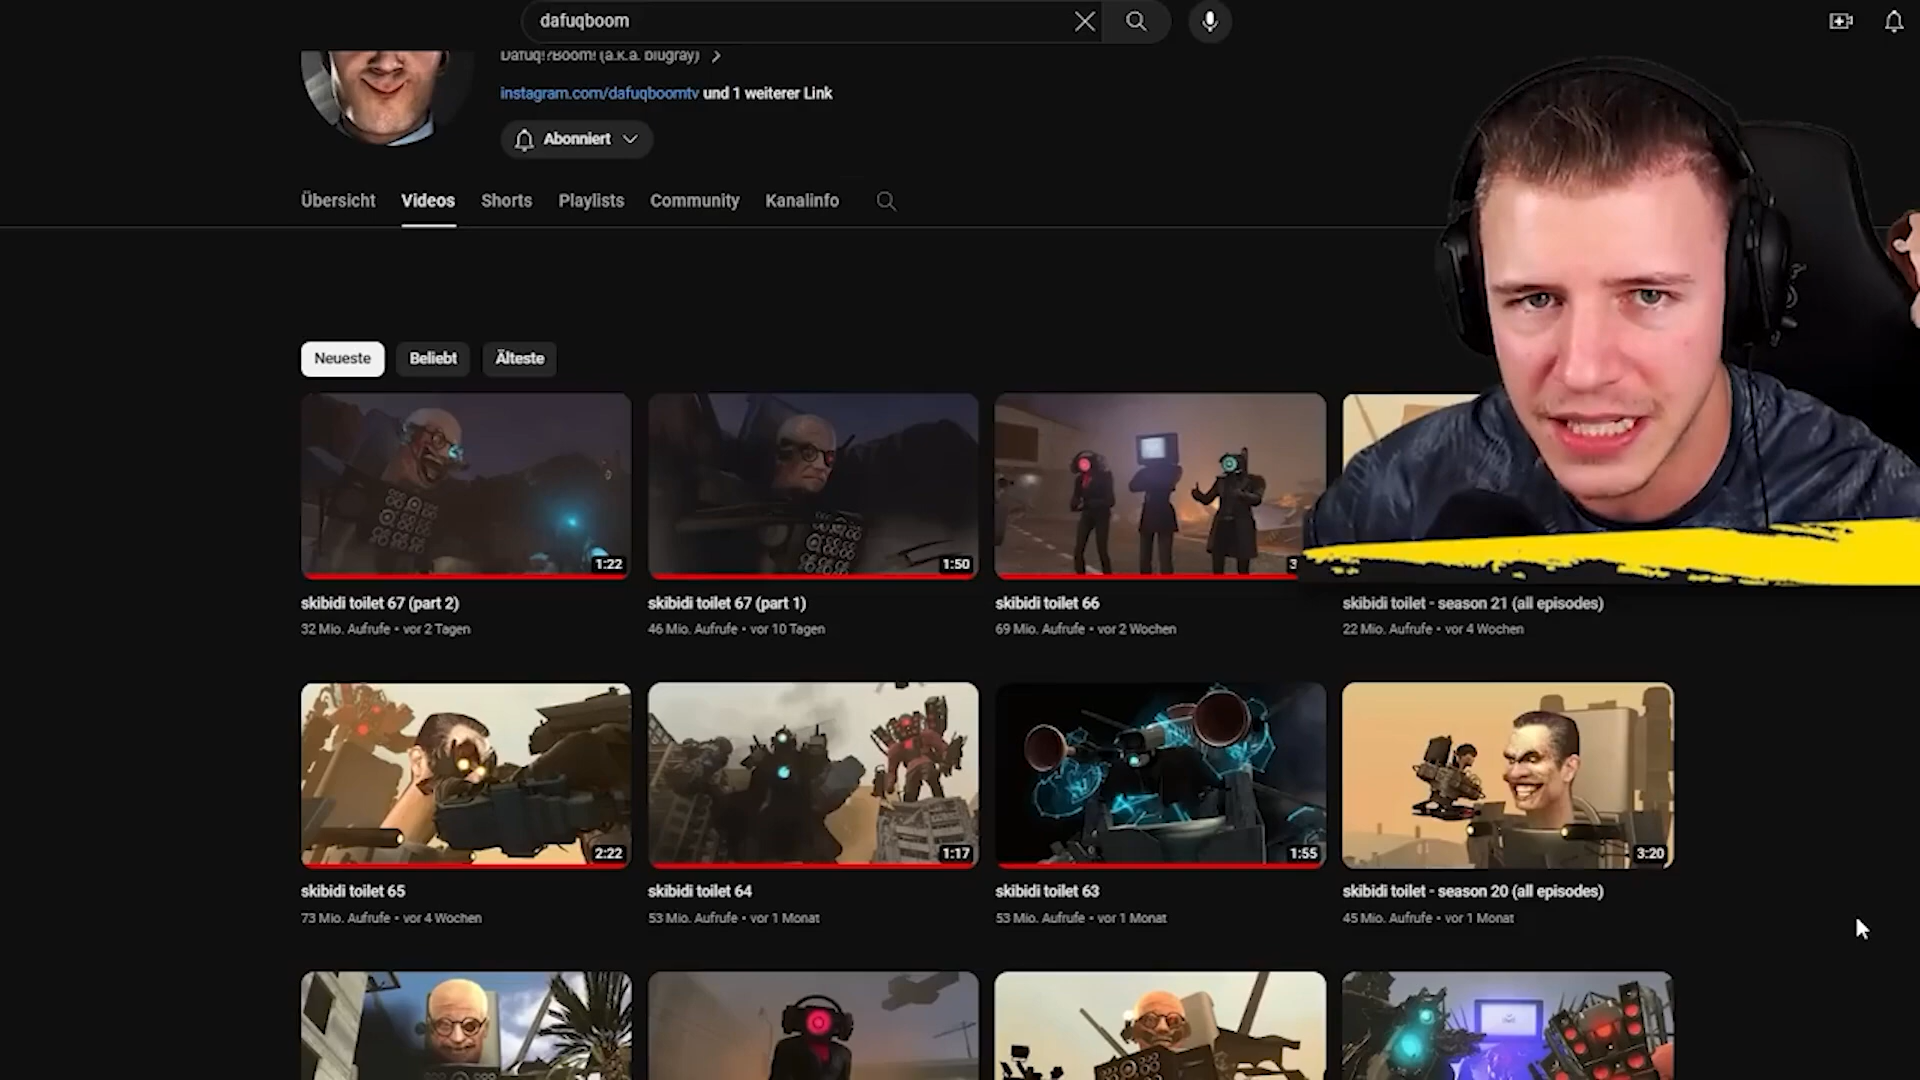 dafuqboom
Dafuq!?Boom! (a.k.a. blugray)
instagram.com/dafuqboomtv und 1 weiterer Link
Abonniert
Übersicht Videos Shorts Playlists Community Kanalinfo
Neueste Beliebt Älteste
1:22 1:50 3
skibidi toilet 67 (part 2) skibidi toilet 67 (part 1) skibidi toilet 66 skibidi toilet - season 21 (all episodes)
32 Mio. Aufrufe • vor 2 Tagen 46 Mio. Aufrufe • vor 10 Tagen 69 Mio. Aufrufe • vor 2 Wochen 22 Mio. Aufrufe • vor 4 Wochen
2:22 1:17 1:55 3:20
skibidi toilet 65 skibidi toilet 64 skibidi toilet 63 skibidi toilet - season 20 (all episodes)
73 Mio. Aufrufe • vor 4 Wochen 53 Mio. Aufrufe • vor 1 Monat 53 Mio. Aufrufe • vor 1 Monat 45 Mio. Aufrufe • vor 1 Monat